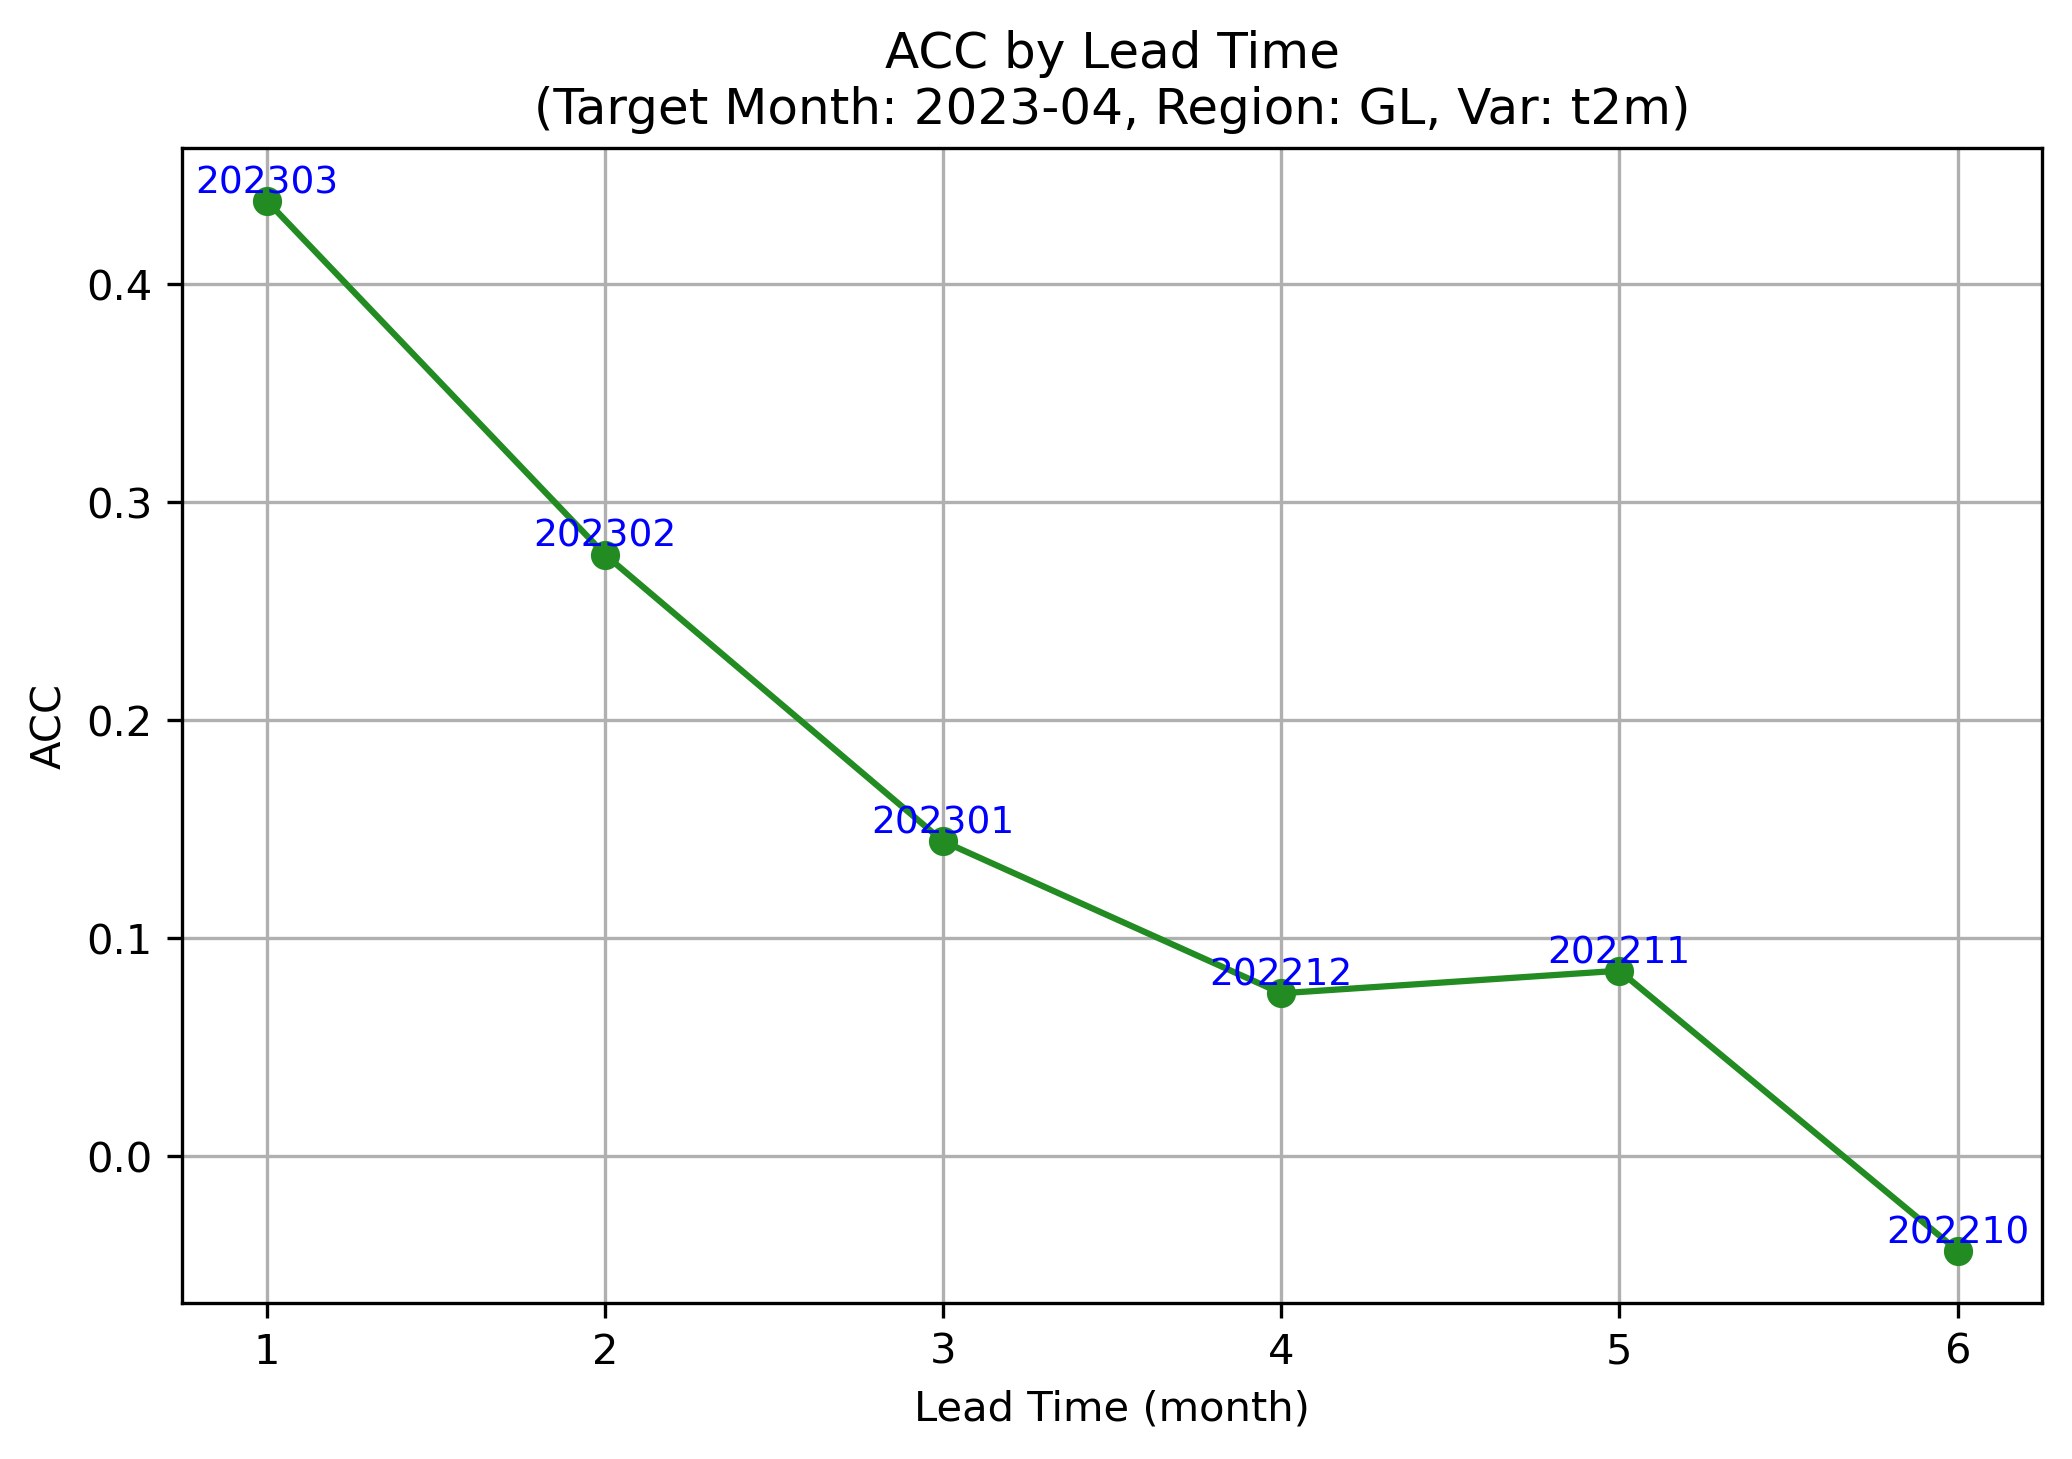 ACC by Lead Time
(Target Month: 2023-04, Region: GL, Var: t2m)
202303
0.4
0.3
202302
ACC
0.2
202301
0.1
202212
202211
0.0
202210
1 2 3 4 5 6
Lead Time (month)